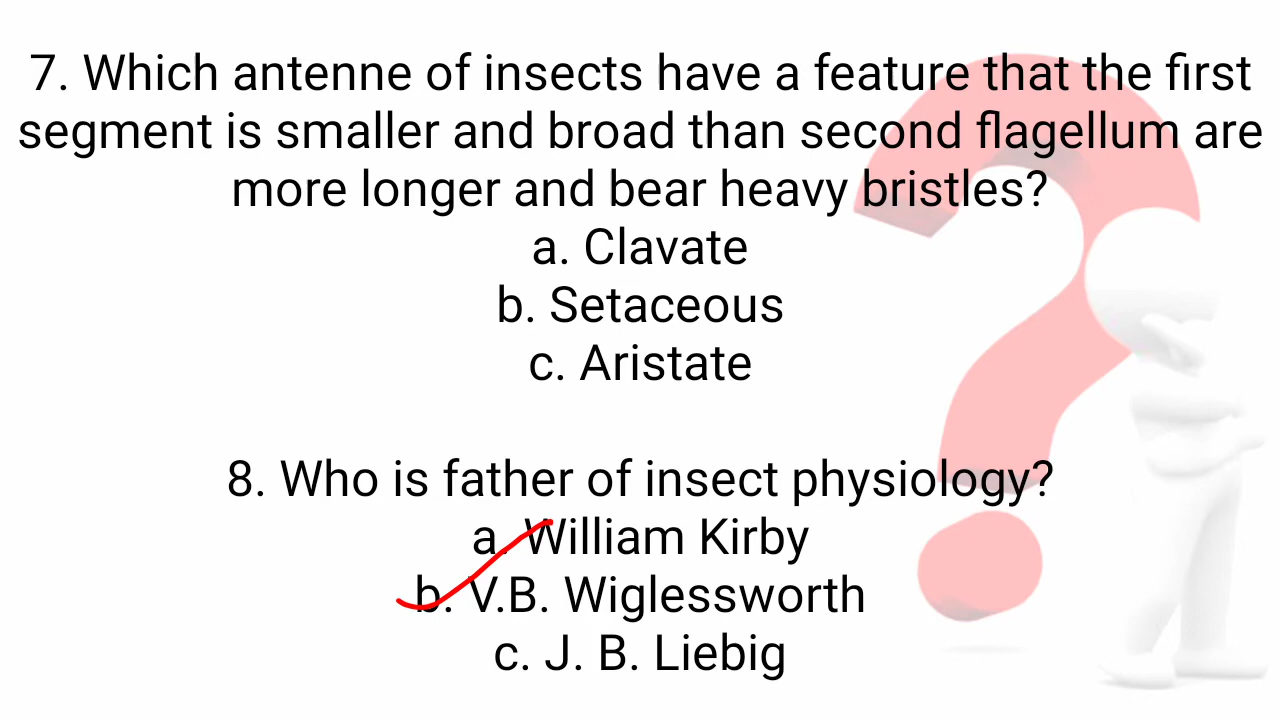 7. Which antenne of insects have a feature that the first
segment is smaller and broad than second flagellum are
more longer and bear heavy bristles?
a. Clavate
b. Setaceous
c. Aristate
8. Who is father of insect physiology?
a. William Kirby
b. V.B. Wiglessworth
c. J. B. Liebig